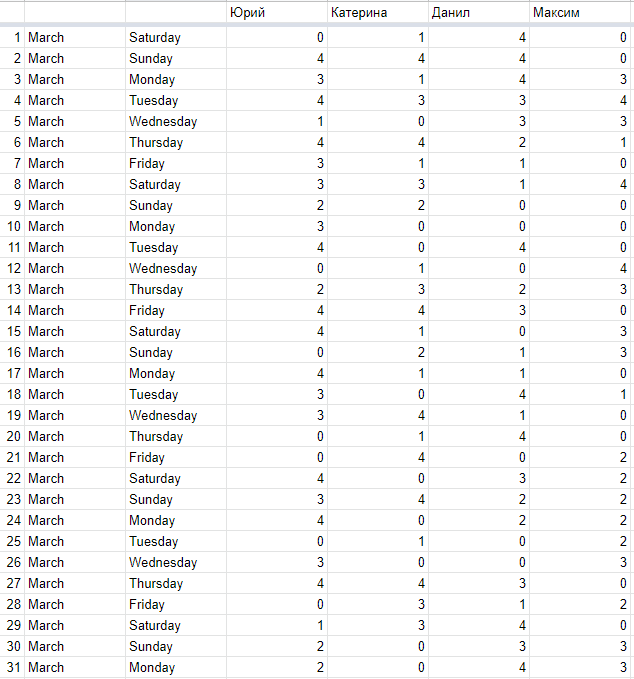 Юрий Катерина Данил Максим
1 March Saturday 0 1 4 0
2 March Sunday 4 4 4 0
3 March Monday 3 1 4 3
4 March Tuesday 4 3 3 4
5 March Wednesday 1 0 3 3
6 March Thursday 4 4 2 1
7 March Friday 3 1 1 0
8 March Saturday 3 3 1 4
9 March Sunday 2 2 0 0
10 March Monday 3 0 0 0
11 March Tuesday 4 0 4 0
12 March Wednesday 0 1 0 4
13 March Thursday 2 3 2 3
14 March Friday 4 4 3 0
15 March Saturday 4 1 0 3
16 March Sunday 0 2 1 3
17 March Monday 4 1 1 0
18 March Tuesday 3 0 4 1
19 March Wednesday 3 4 1 0
20 March Thursday 0 1 4 0
21 March Friday 0 4 0 2
22 March Saturday 4 0 3 2
23 March Sunday 3 4 2 2
24 March Monday 4 0 2 2
25 March Tuesday 0 1 0 2
26 March Wednesday 3 0 0 3
27 March Thursday 4 4 3 0
28 March Friday 0 3 1 2
29 March Saturday 1 3 4 0
30 March Sunday 2 0 3 3
31 March Monday 2 0 4 3